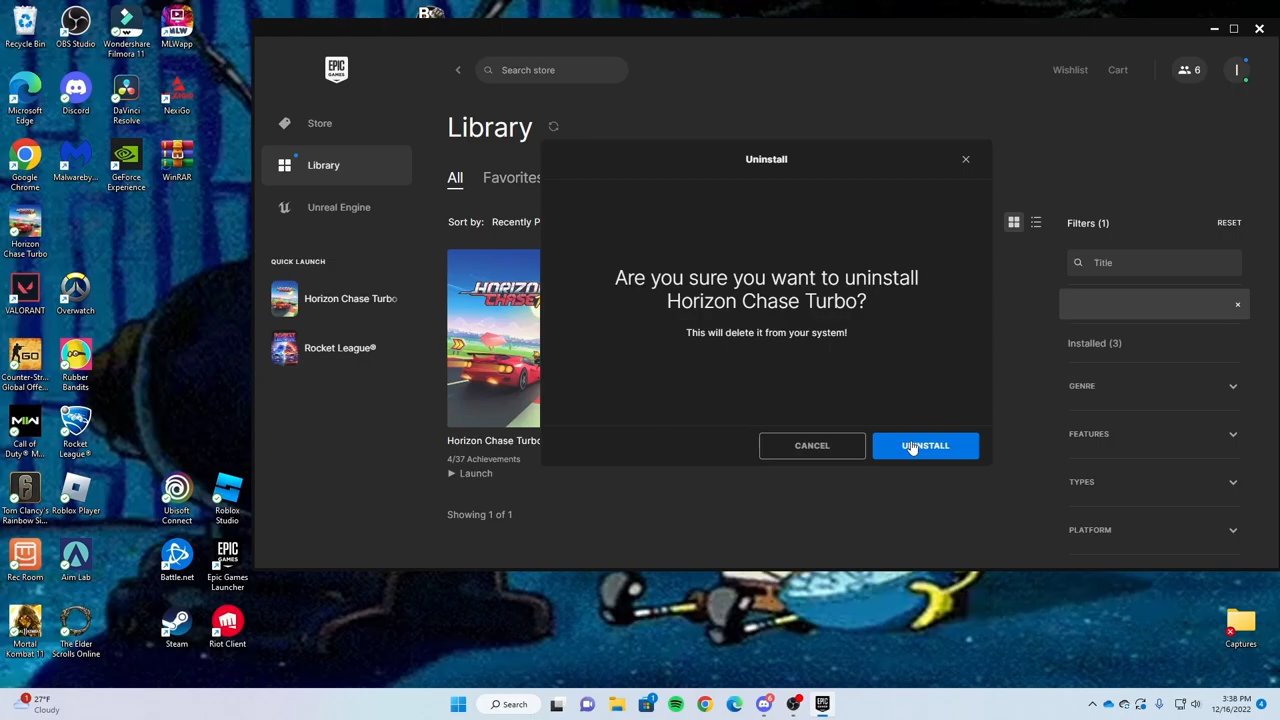 Recycle Bin
OBS Studio
Wondershare
Filmora 11
MLWapp
Microsoft
Edge
Discord
DaVinci
Resolve
NexiGo
Google
Chrome
Malwareby...
GeForce
Experience
WinRAR
Horizon
Chase Turbo
VALORANT
Overwatch
Counter-Str...
Global Offe...
Rubber
Bandits
Call of
Duty® M...
Rocket
League®
Tom Clancy's
Rainbow Si...
Roblox Player
Ubisoft
Connect
Roblox
Studio
Rec Room
Aim Lab
Battle.net
EPIC
GAMES
Epic Games
Launcher
Mortal
Kombat 11
The Elder
Scrolls Online
Steam
Riot Client
EPIC
GAMES
Search store
Wishlist
Cart
6
I
Store
Library
Unreal Engine
QUICK LAUNCH
Horizon Chase Turbo
Rocket League®
Library
All
Favorites
Sort by: Recently P
Horizon Chase Turbo
4/37 Achievements
Launch
Showing 1 of 1
Uninstall
Are you sure you want to uninstall
Horizon Chase Turbo?
This will delete it from your system!
CANCEL
UNINSTALL
Filters (1)
RESET
Title
Installed (3)
GENRE
FEATURES
TYPES
PLATFORM
Captures
1
27°F
Cloudy
Search
3:38 PM
12/16/2022